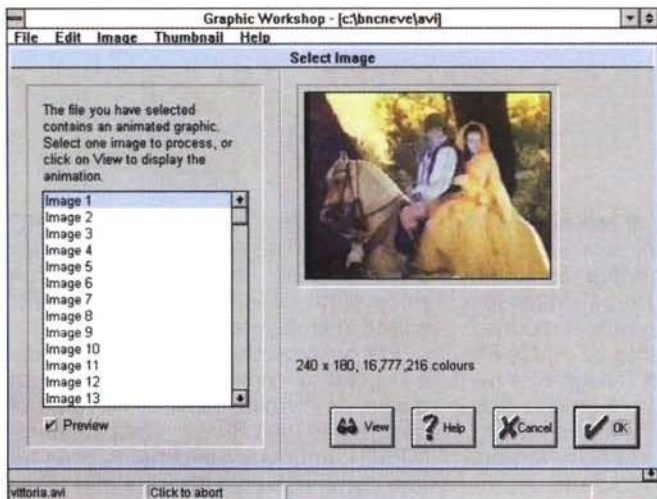 Graphic Workshop - [c:\bncneve\avi]
File Edit Image Thumbnail Help
Select Image
The file you have selected
contains an animated graphic.
Select one image to process, or
click on View to display the
animation.
Image 1
Image 2
Image 3
Image 4
Image 5
Image 6
Image 7
Image 8
Image 9
Image 10
Image 11
Image 12
Image 13
Preview
240 x 180, 16,777,216 colours
View
Help
Cancel
OK
vittoria.avi
Click to abort